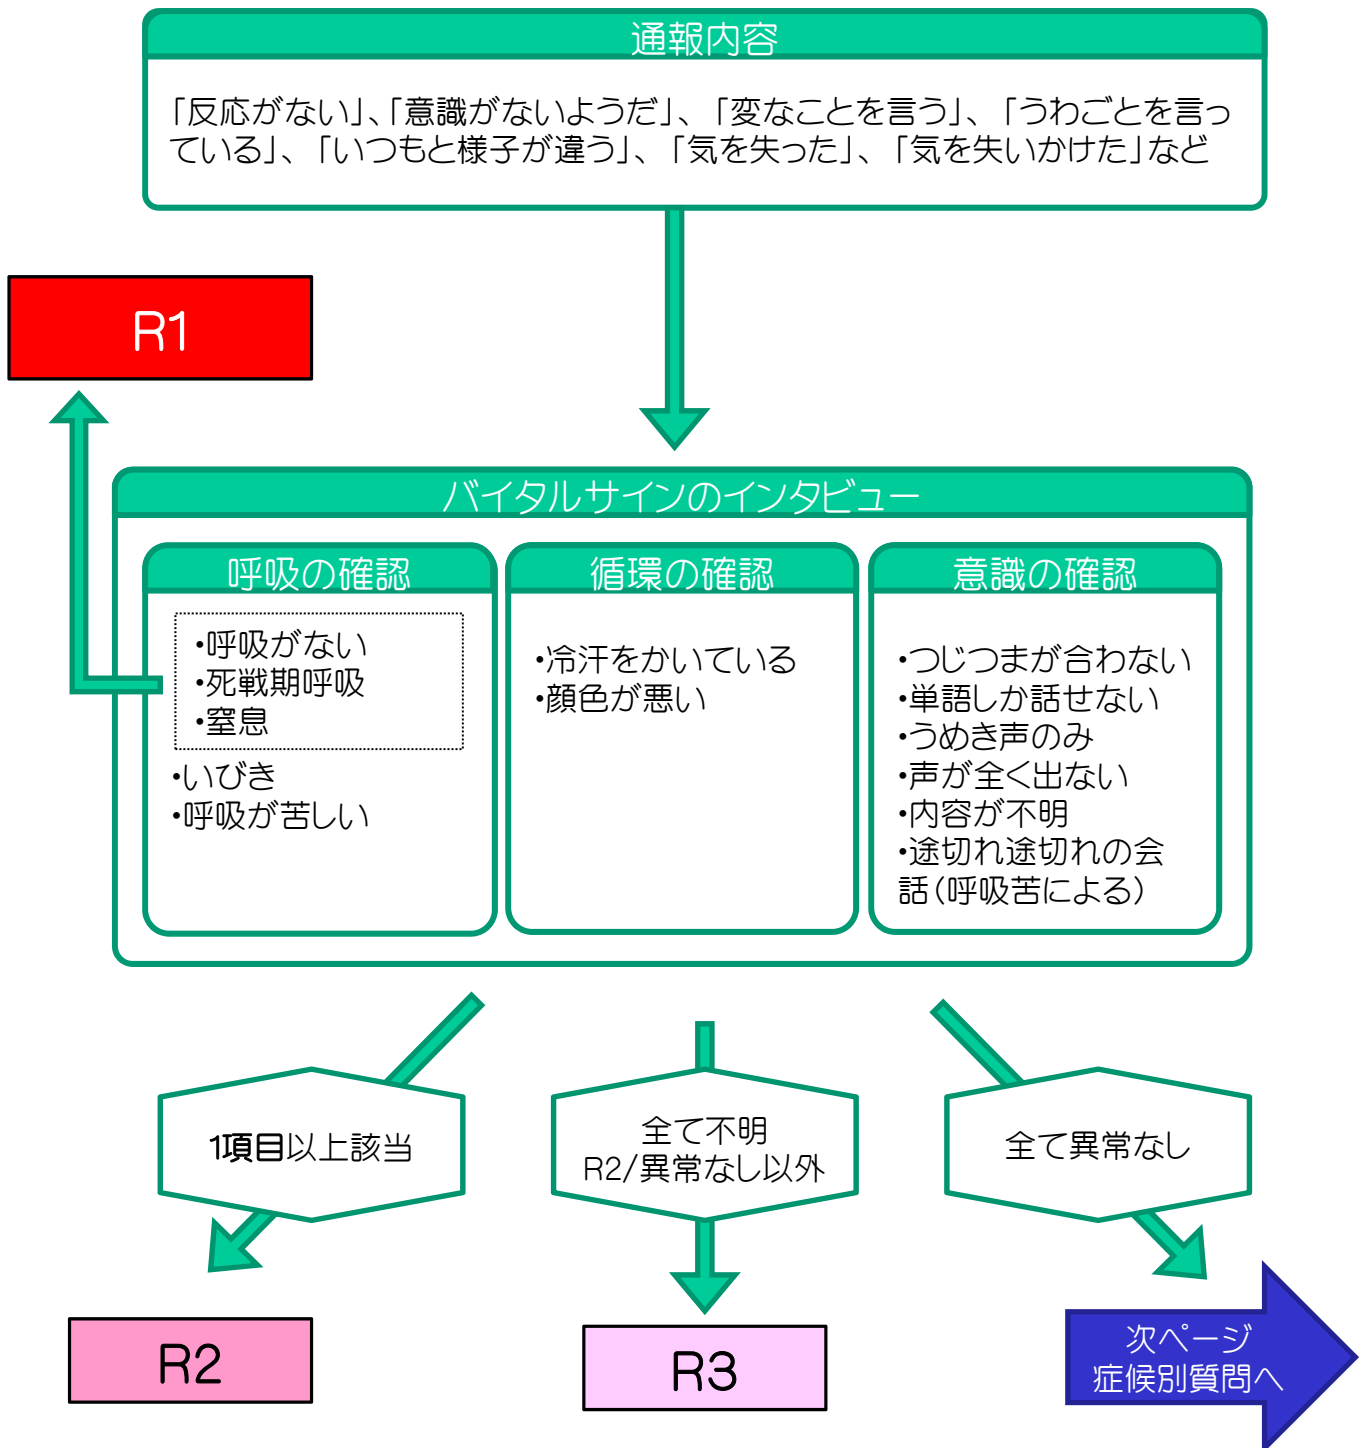 通報内容
「反応がない」、「意識がないようだ」、「変なことを言う」、「うわごとを言っ
ている」、「いつもと様子が違う」、「気を失った」、「気を失いかけた」など
R1
バイタルサインのインタビュー
呼吸の確認
・呼吸がない
・死戦期呼吸
・窒息
・いびき
・呼吸が苦しい
循環の確認
・冷汗をかいている
・顔色が悪い
意識の確認
・つじつまが合わない
・単語しか話せない
・うめき声のみ
・声が全く出ない
・内容が不明
・途切れ途切れの会
話(呼吸苦による)
1項目以上該当
全て不明
R2/異常なし以外
全て異常なし
R2
R3
次ページ
症候別質問へ